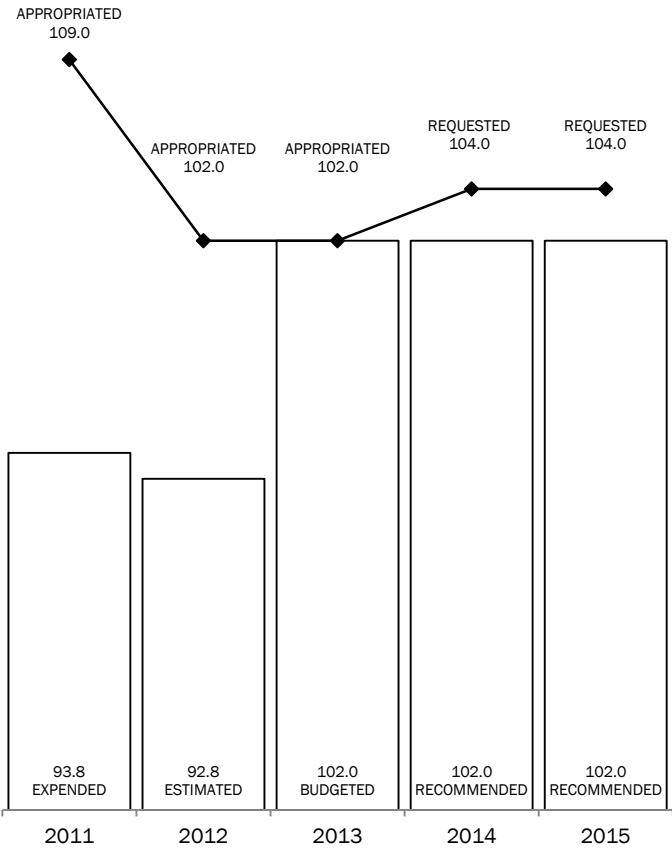 APPROPRIATED
109.0
APPROPRIATED
102.0
APPROPRIATED
102.0
REQUESTED
104.0
REQUESTED
104.0
93.8
EXPENDED
92.8
ESTIMATED
102.0
BUDGETED
102.0
RECOMMENDED
102.0
RECOMMENDED
2011
2012
2013
2014
2015